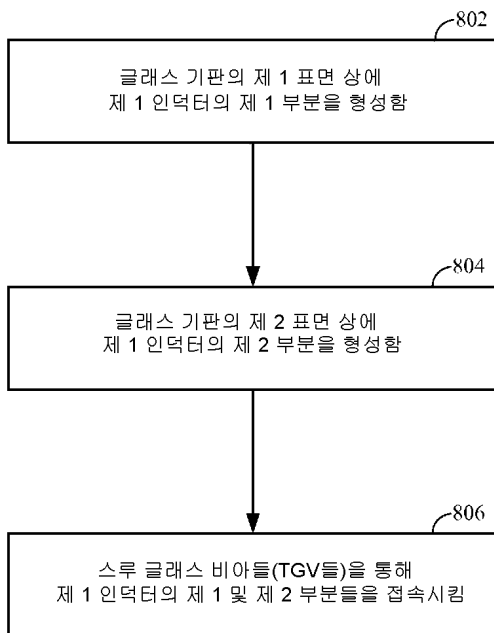 802
글래스 기판의 제 1 표면 상에
제 1 인덕터의 제 1 부분을 형성함
804
글래스 기판의 제 2 표면 상에
제 1 인덕터의 제 2 부분을 형성함
806
스루 글래스 비아들(TGV들)을 통해
제 1 인덕터의 제 1 및 제 2 부분들을 접속시킴